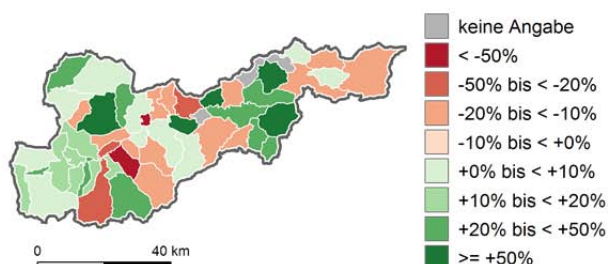 keine Angabe
< -50%
-50% bis < -20%
-20% bis < -10%
-10% bis < +0%
+0% bis < +10%
+10% bis < +20%
+20% bis < +50%
>= +50%
0 40 km